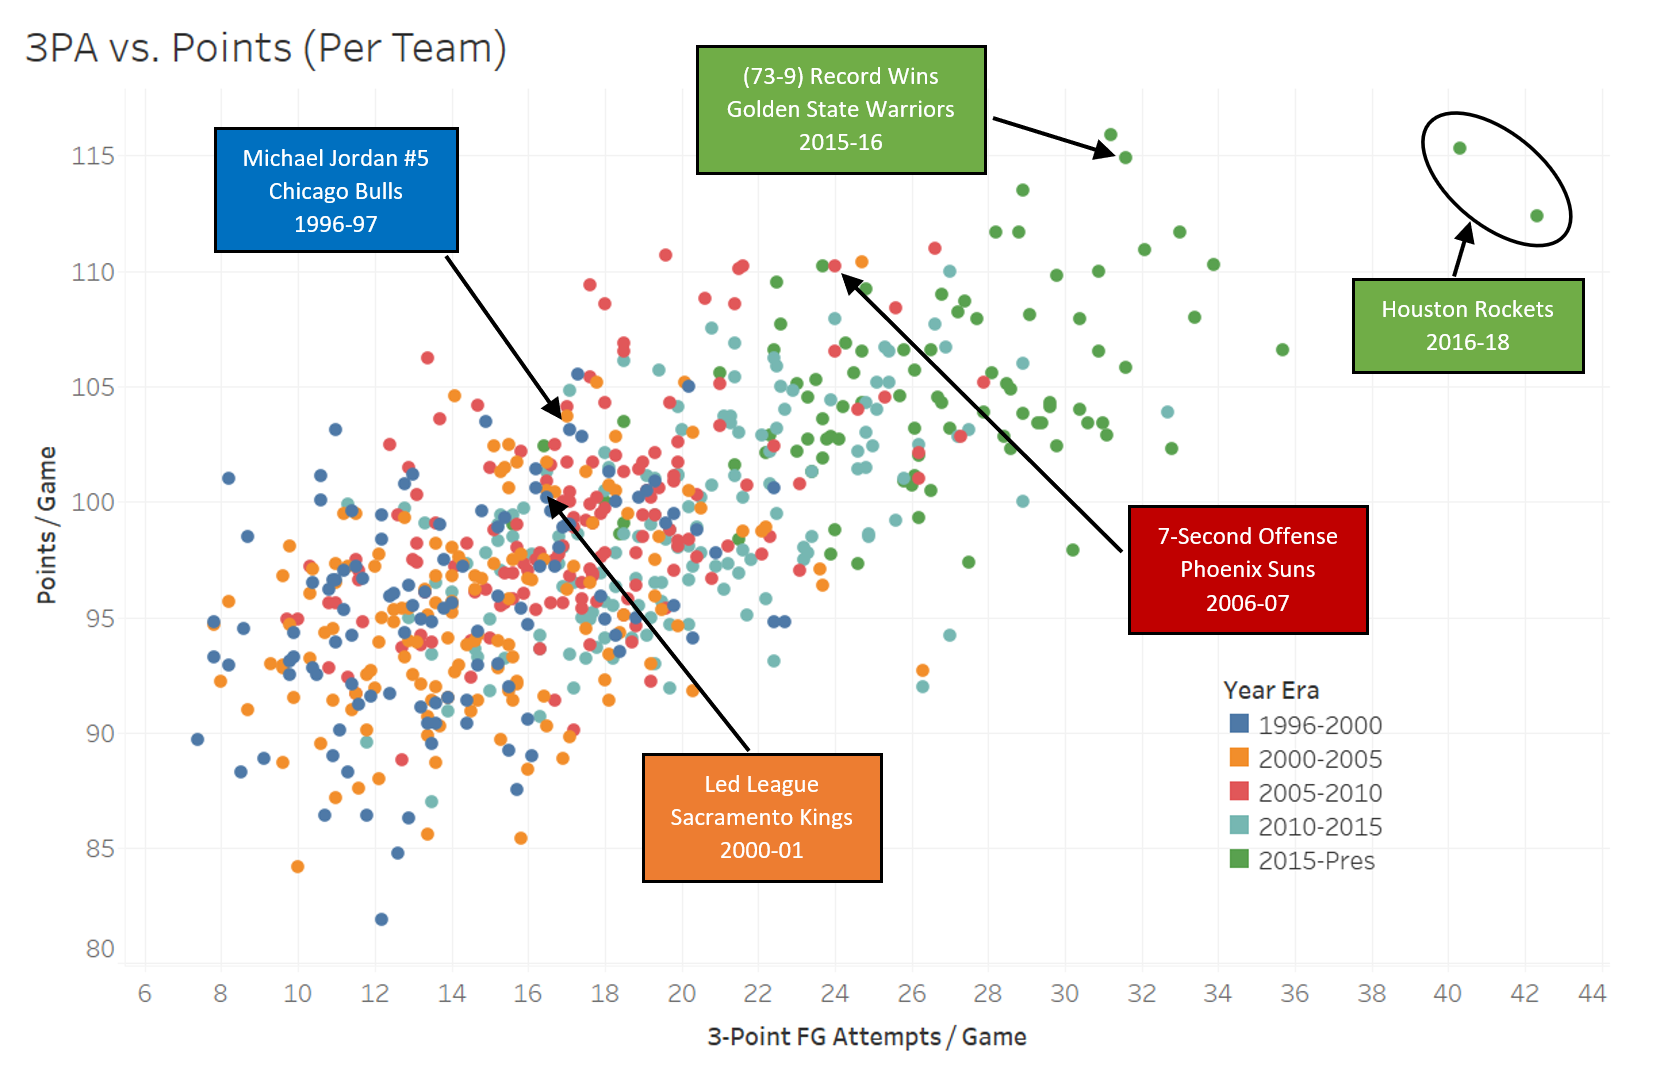 3PA vs. Points (Per Team)
(73-9) Record Wins
Golden State Warriors
2015-16
Michael Jordan #5
Chicago Bulls
1996-97
Houston Rockets
2016-18
7-Second Offense
Phoenix Suns
2006-07
Led League
Sacramento Kings
2000-01
Year Era
1996-2000
2000-2005
2005-2010
2010-2015
2015-Pres
Points / Game
115
110
105
100
95
90
85
80
6 8 10 12 14 16 18 20 22 24 26 28 30 32 34 36 38 40 42 44
3-Point FG Attempts / Game